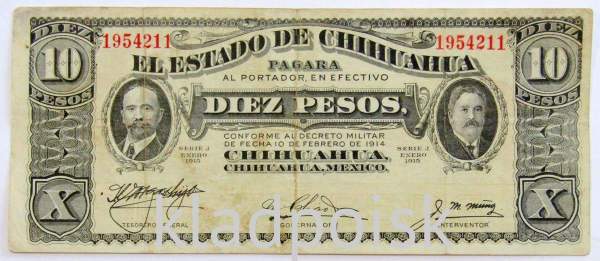 DIEZ
10
PESOS
1954211
1954211
DIEZ
10
PESOS
EL ESTADO DE CHIHUAHUA
PAGARA
AL PORTADOR, EN EFECTIVO
DIEZ PESOS.
CONFORME AL DECRETO MILITAR
DE FECHA 10 DE FEBRERO DE 1914.
SERIE J
ENERO
1915
SERIE J
ENERO
1915
CHIHUAHUA,
CHIHUAHUA, MEXICO.
X
X
TESORERO GENERAL
GOBERNADOR
INTERVENTOR
kladpoisk